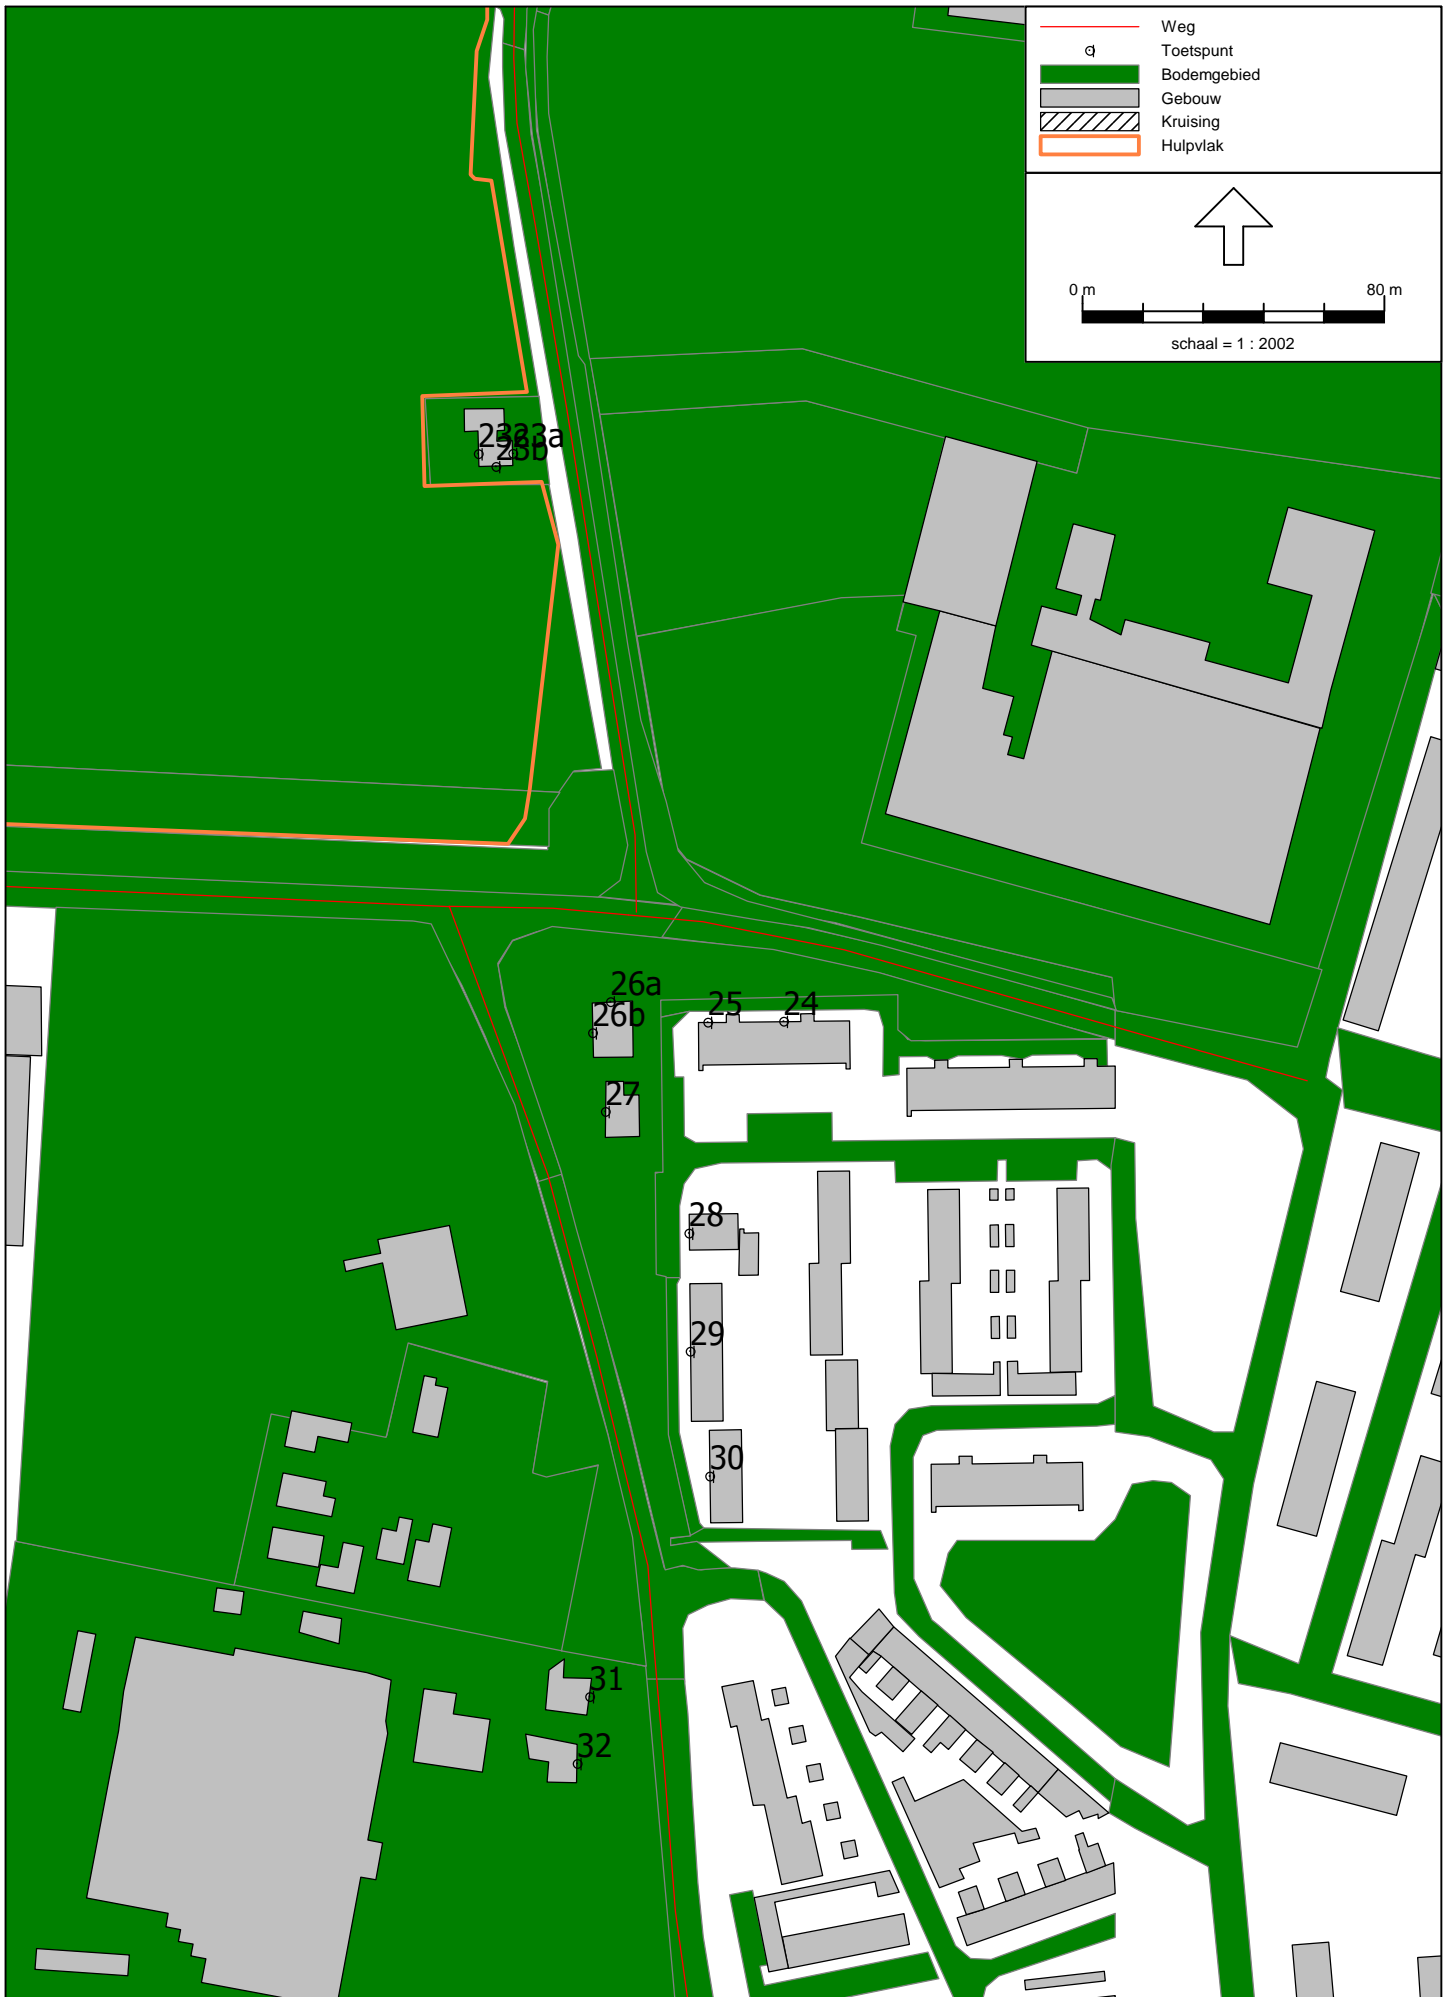 Weg
Toetspunt
Bodemgebied
Gebouw
Kruising
Hulpvlak
0 m 80 m
schaal = 1 : 2002
23c 23a
23b
26a
26b
25 24
27
28
29
30
31
32